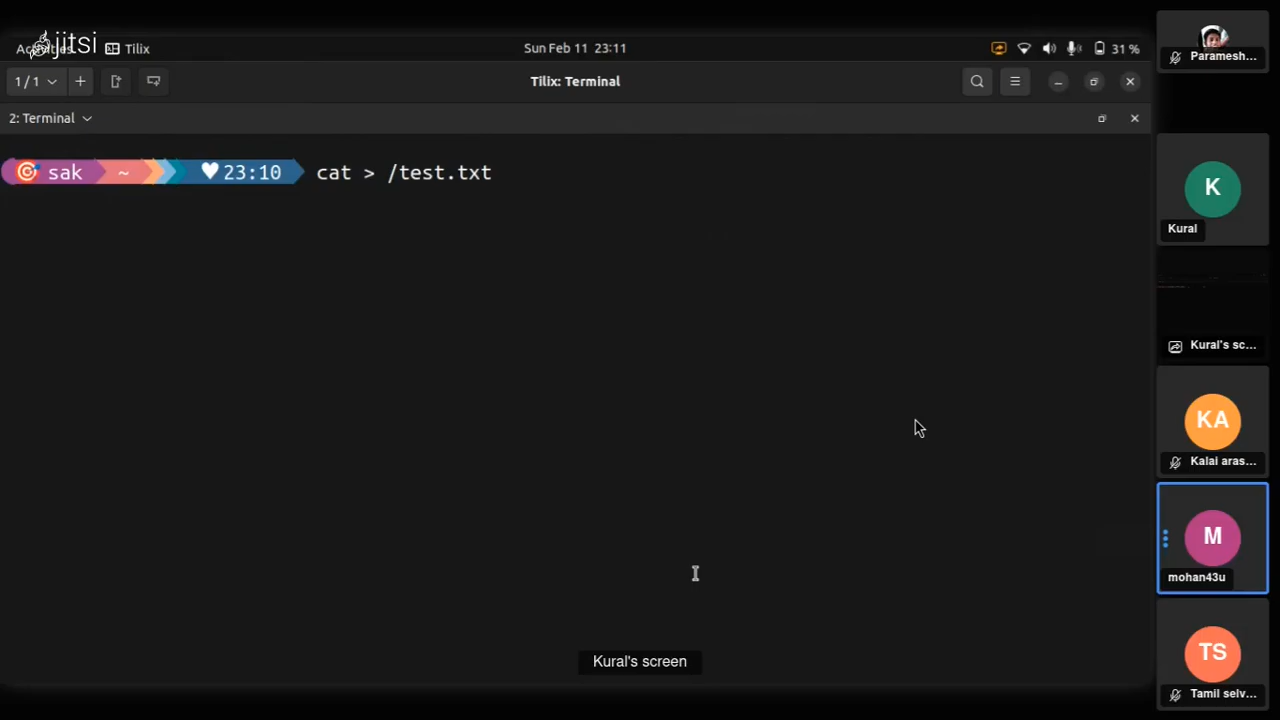 jitsi
Tilix
Sun Feb 11 23:11
31 %
1 / 1
Tilix: Terminal
2: Terminal
sak ~ ♥ 23:10 cat > /test.txt
Kural's screen
Paramesh...
K
Kural
Kural's sc...
KA
Kalai aras...
M
mohan43u
TS
Tamil selv...